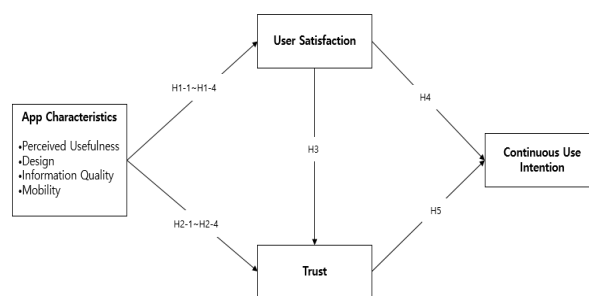 User Satisfaction
H1-1~H1-4
H4
App Characteristics
•Perceived Usefulness
•Design
•Information Quality
•Mobility
H3
Continuous Use
Intention
H2-1~H2-4
H5
Trust